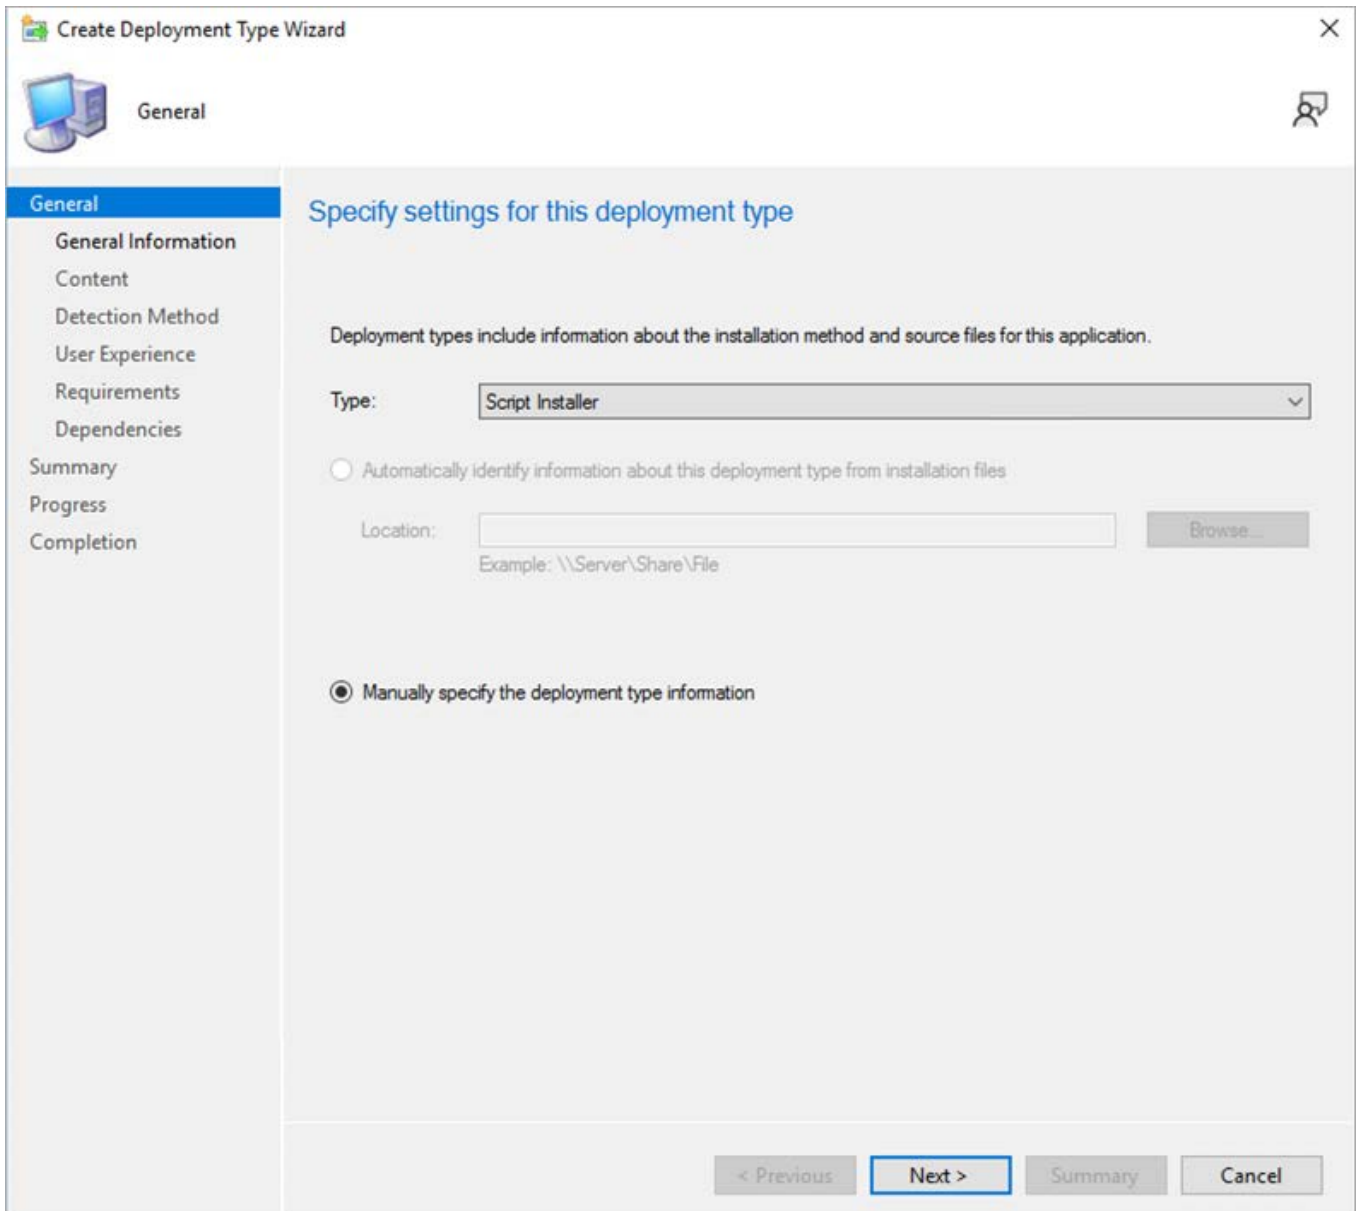 Create Deployment Type Wizard
General
General
General Information
Content
Detection Method
User Experience
Requirements
Dependencies
Summary
Progress
Completion
Specify settings for this deployment type
Deployment types include information about the installation method and source files for this application.
Type: Script Installer
Automatically identify information about this deployment type from installation files
Location: Browse...
Example: \\Server\Share\File
Manually specify the deployment type information
< Previous Next > Summary Cancel